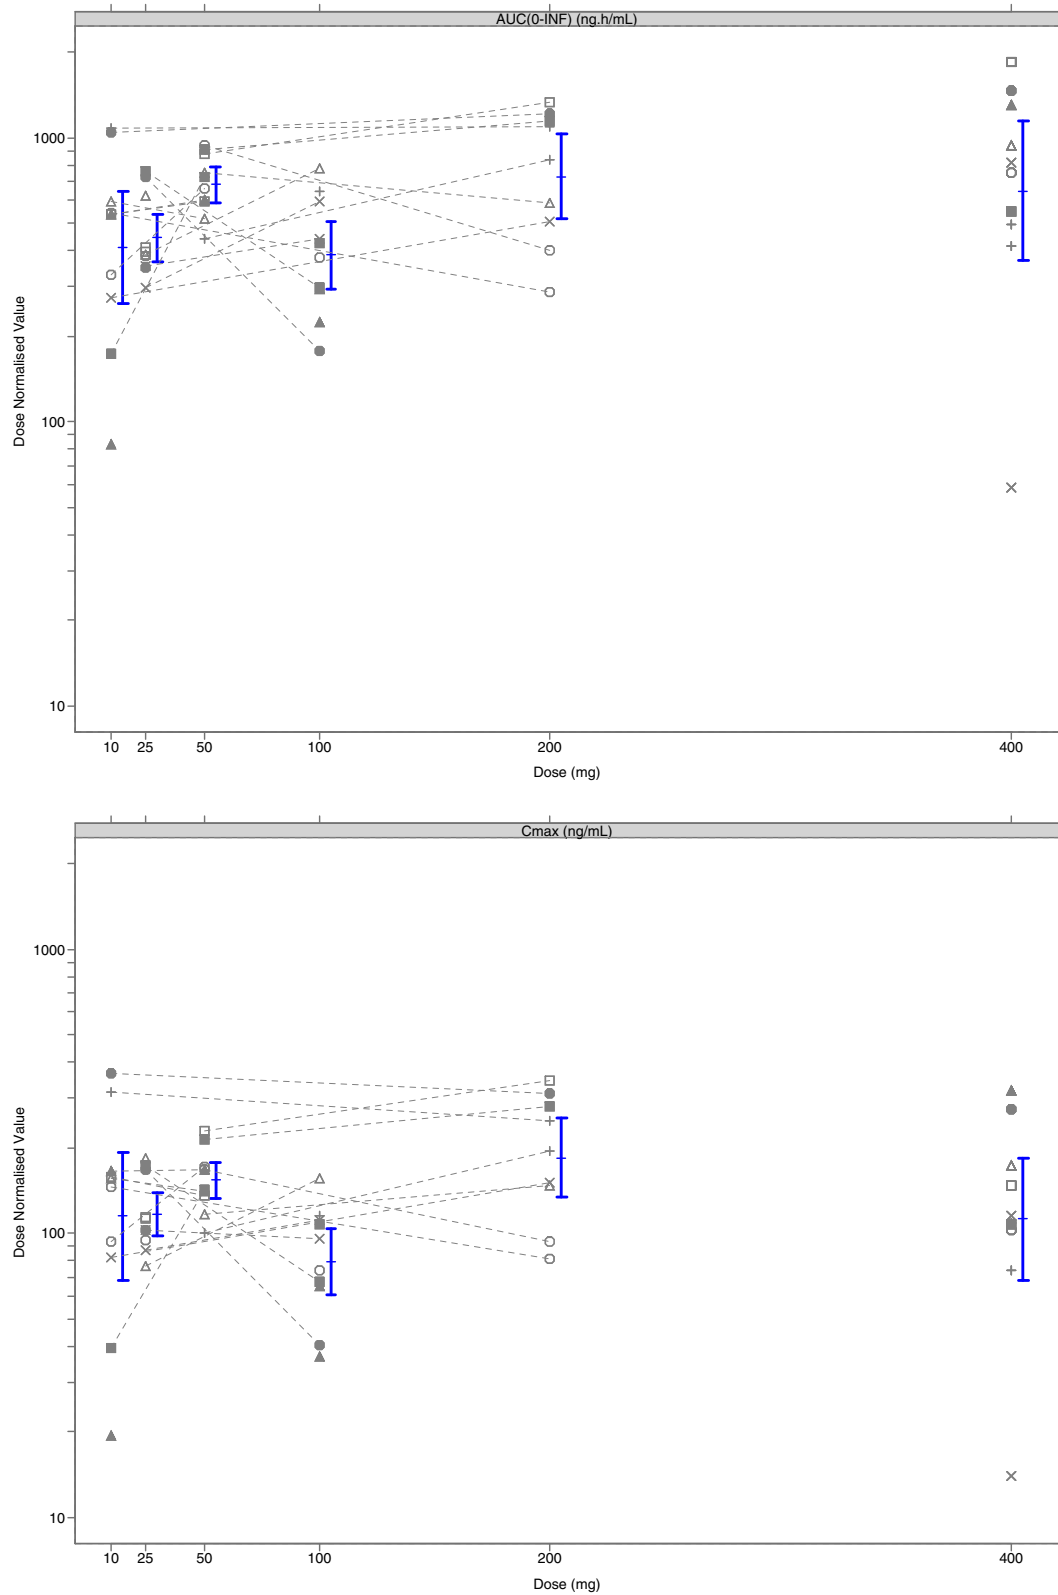 AUC(0-INF) (ng.h/mL)
1000
100
10
Dose Normalised Value
10 25 50 100 200 400
Dose (mg)
Cmax (ng/mL)
1000
100
10
Dose Normalised Value
10 25 50 100 200 400
Dose (mg)